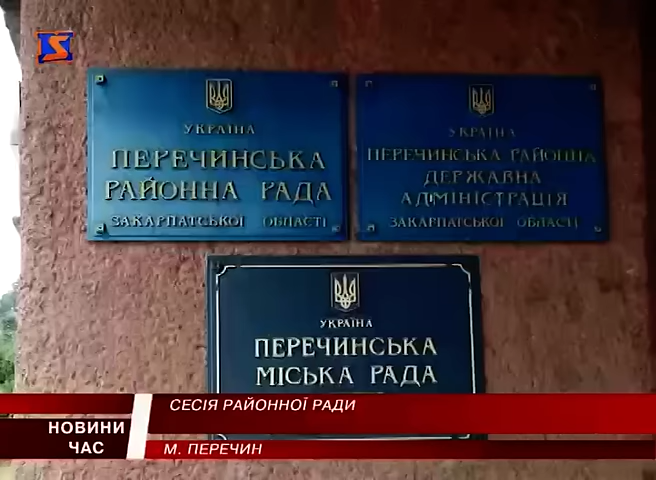 УКРАЇНА
ПЕРЕЧИНСЬКА
РАЙОННА РАДА
ЗАКАРПАТСЬКОЇ ОБЛАСТІ
УКРАЇНА
ПЕРЕЧИНСЬКА РАЙОННА
ДЕРЖАВНА
АДМІНІСТРАЦІЯ
ЗАКАРПАТСЬКОЇ ОБЛАСТІ
УКРАЇНА
ПЕРЕЧИНСЬКА
МІСЬКА РАДА
СЕСІЯ РАЙОННОЇ РАДИ
НОВИНИ
ЧАС
М. ПЕРЕЧИН